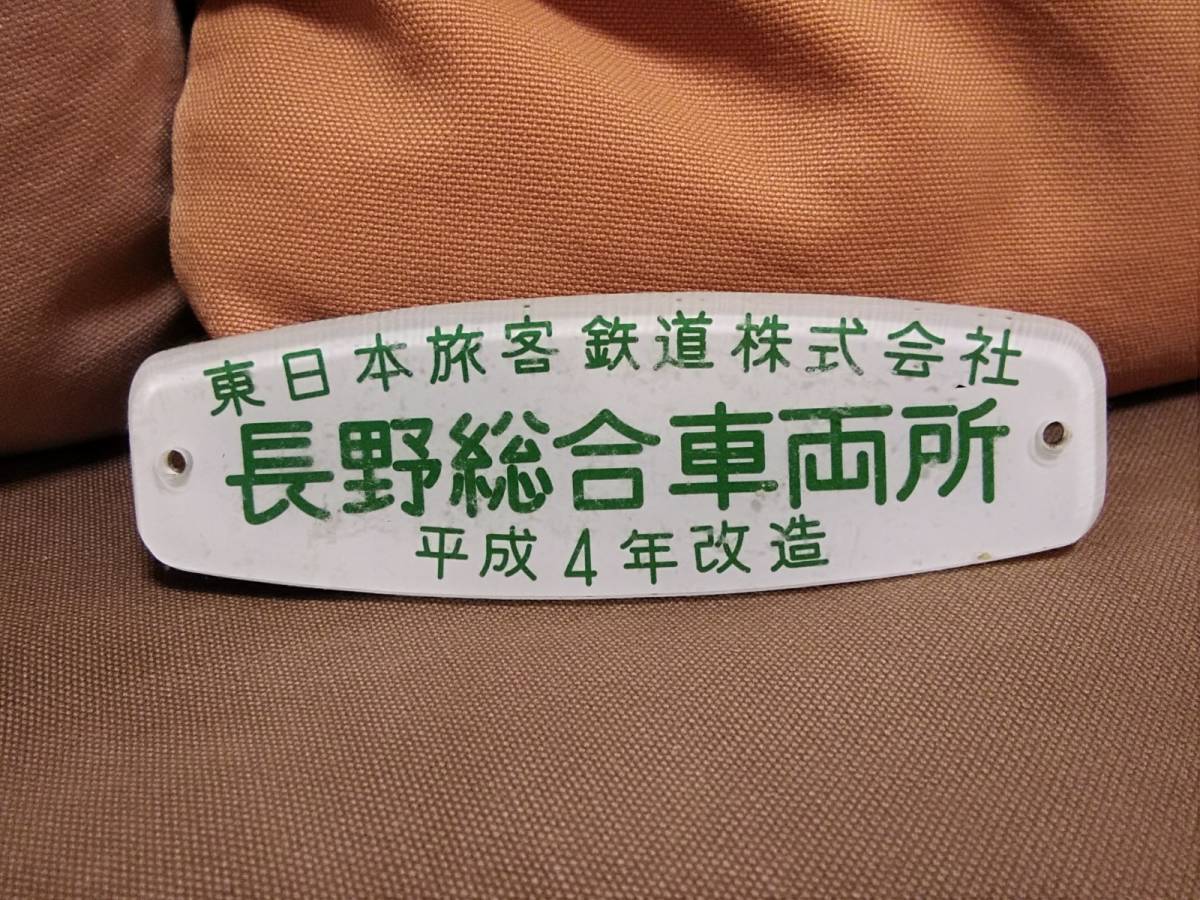 東日本旅客鉄道株式会社
長野総合車両所
平成4年改造